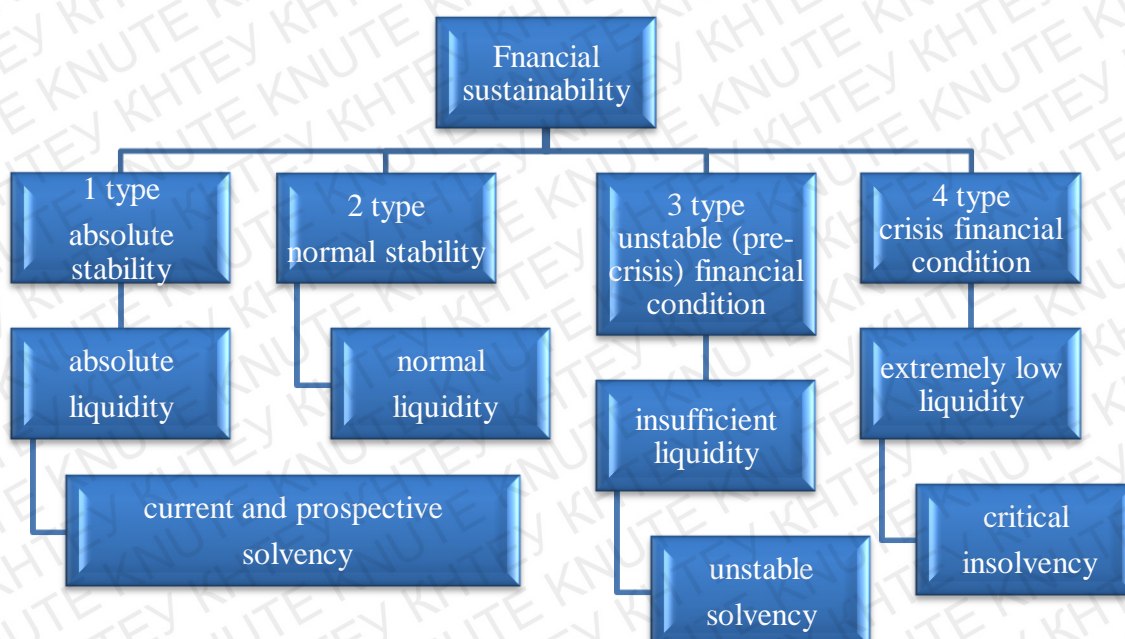 Fnancial
sustainability
1 type
absolute
stability
2 type
normal stability
3 type
unstable (pre-
crisis) financial
condition
4 type
crisis financial
condition
absolute
liquidity
normal
liquidity
insufficient
liquidity
extremely low
liquidity
current and prospective
solvency
unstable
solvency
critical
insolvency